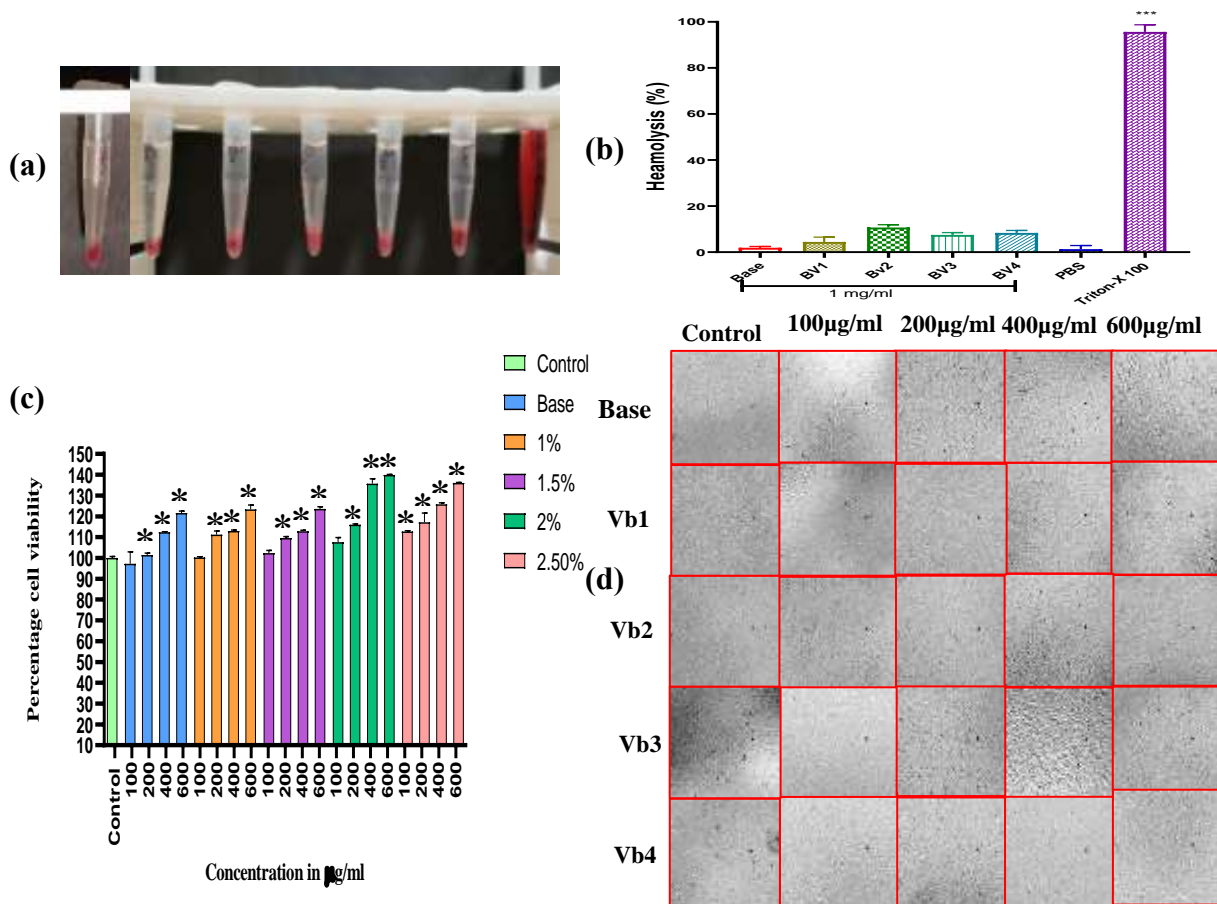 (a)
(b)
Heamolysis (%)
100
80
60
40
20
0
***
Base
BV1
Bv2
BV3
BV4
PBS
Triton-X 100
1 mg/ml
(c)
Percentage cell viability
150
140
130
120
110
100
90
80
70
60
50
40
30
20
10
* * * * * * * * * * * * * * * *
Control
100
200
400
600
100
200
400
600
100
200
400
600
100
200
400
600
100
200
400
600
Concentration in g/ml
Control
Base
1%
1.5%
2%
2.50%
(d)
Control 100µg/ml 200µg/ml 400µg/ml 600µg/ml
Base
Vb1
Vb2
Vb3
Vb4